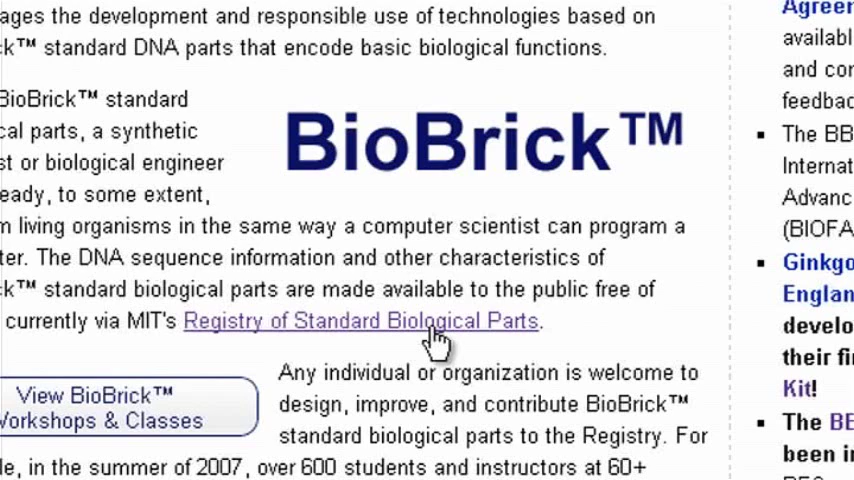 ages the development and responsible use of technologies based on
ck™ standard DNA parts that encode basic biological functions.
BioBrick™ standard
cal parts, a synthetic
st or biological engineer
eady, to some extent,
BioBrick™
m living organisms in the same way a computer scientist can program a
ter. The DNA sequence information and other characteristics of
ck™ standard biological parts are made available to the public free of
currently via MIT's Registry of Standard Biological Parts.
View BioBrick™
Workshops & Classes
Any individual or organization is welcome to
design, improve, and contribute BioBrick™
standard biological parts to the Registry. For
le, in the summer of 2007, over 600 students and instructors at 60+
Agreem
availabl
and con
feedbac
The BB
Internat
Advanc
(BIOFA
Ginkgo
England
develo
their fir
Kit!
The BB
been in